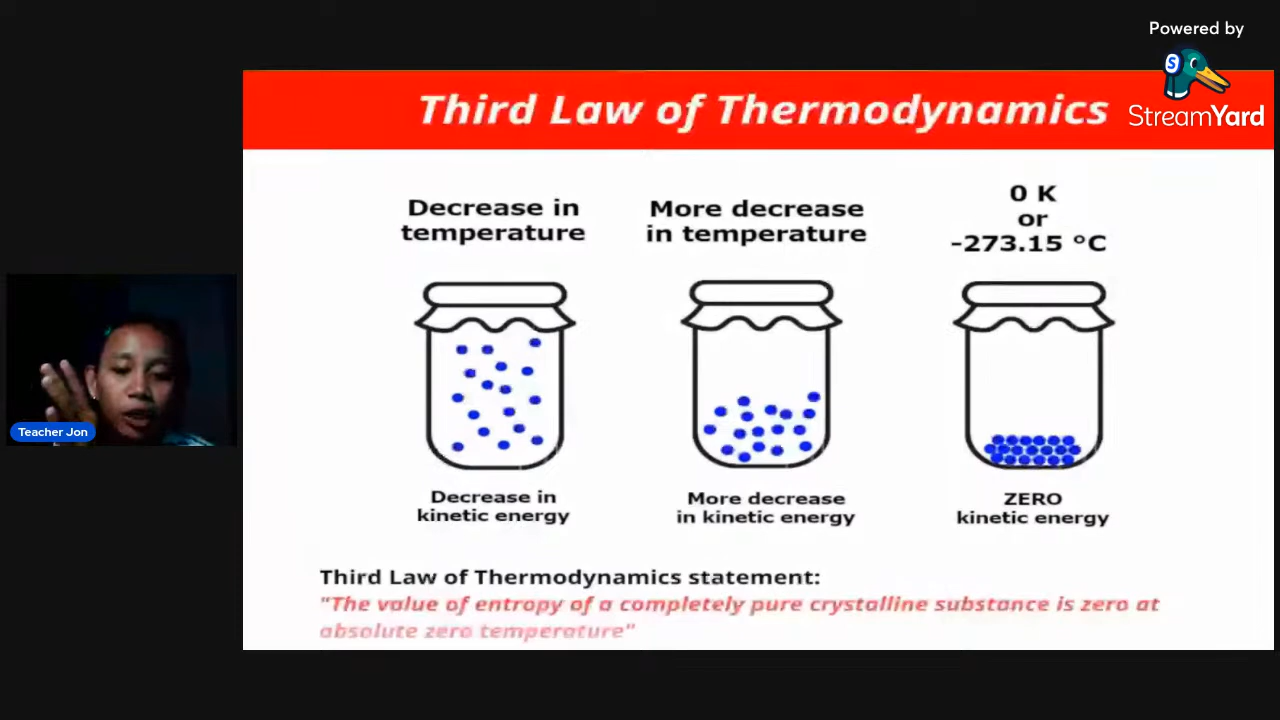 Powered by
S
StreamYard
Third Law of Thermodynamics
Decrease in
temperature
More decrease
in temperature
0 K
or
-273.15 °C
Decrease in
kinetic energy
More decrease
in kinetic energy
ZERO
kinetic energy
Teacher Jon
Third Law of Thermodynamics statement:
"The value of entropy of a completely pure crystalline substance is zero at
absolute zero temperature"